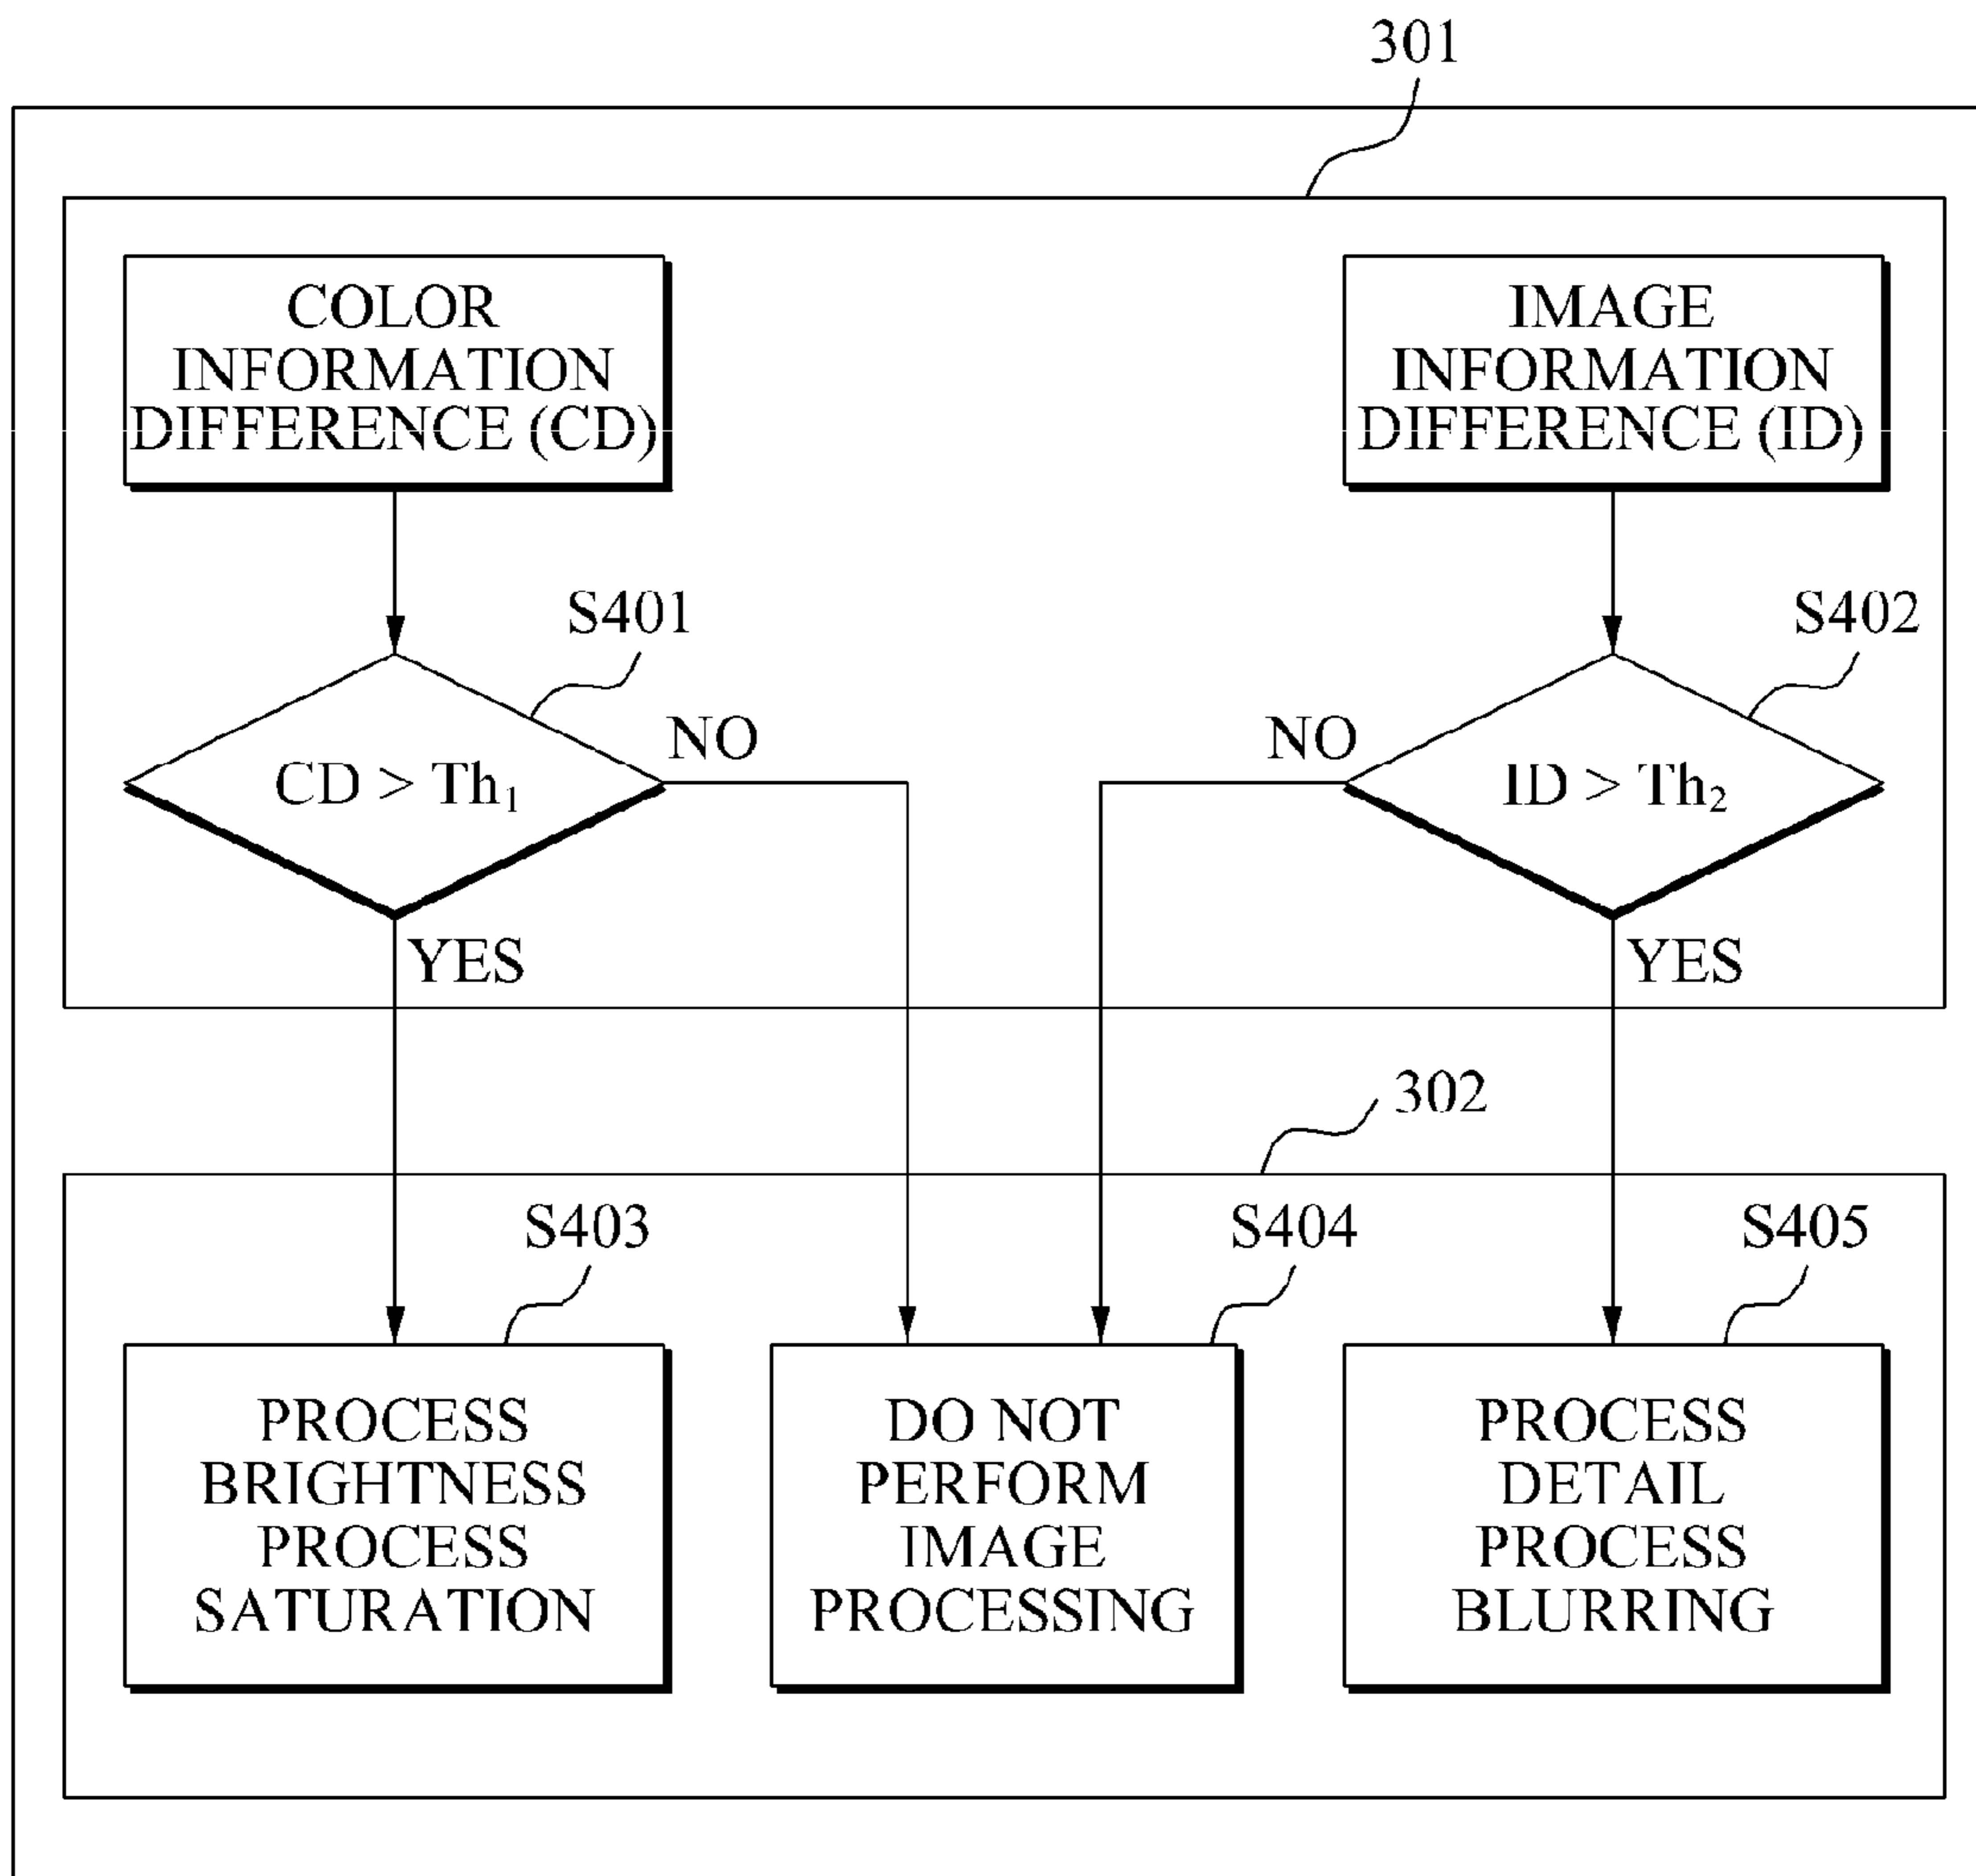 301
COLOR
INFORMATION
DIFFERENCE (CD)
IMAGE
INFORMATION
DIFFERENCE (ID)
S401
S402
CD > Th₁
NO
YES
NO
ID > Th₂
YES
302
S403
S404
S405
PROCESS
BRIGHTNESS
PROCESS
SATURATION
DO NOT
PERFORM
IMAGE
PROCESSING
PROCESS
DETAIL
PROCESS
BLURRING